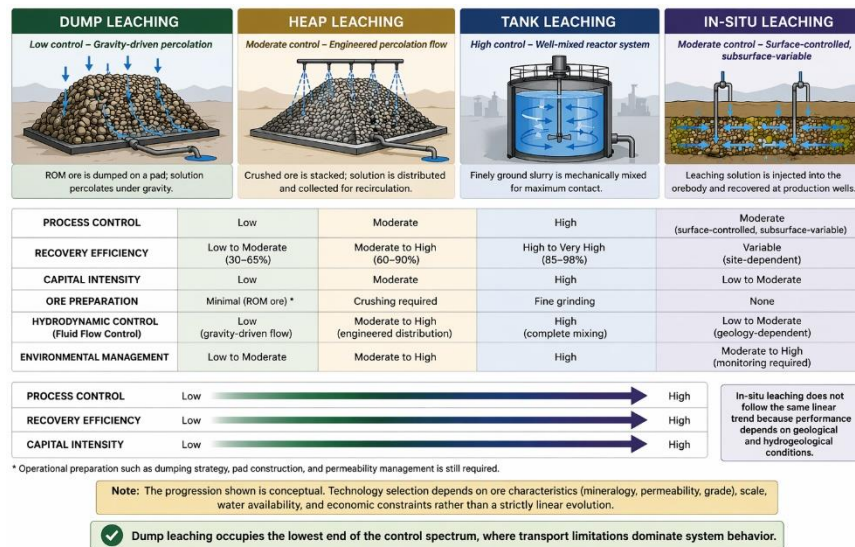 DUMP LEACHING
Low control – Gravity-driven percolation
ROM ore is dumped on a pad; solution
percolates under gravity.
HEAP LEACHING
Moderate control – Engineered percolation flow
Crushed ore is stacked; solution is distributed
and collected for recirculation.
TANK LEACHING
High control – Well-mixed reactor system
Finely ground slurry is mechanically mixed
for maximum contact.
IN-SITU LEACHING
Moderate control – Surface-controlled,
subsurface-variable
Leaching solution is injected into the
orebody and recovered at production wells.
PROCESS CONTROL
Low
Moderate
High
Moderate
(surface-controlled, subsurface-variable)
RECOVERY EFFICIENCY
Low to Moderate
(30–65%)
Moderate to High
(60–90%)
High to Very High
(85–98%)
Variable
(site-dependent)
CAPITAL INTENSITY
Low
Moderate
High
Low to Moderate
ORE PREPARATION
Minimal (ROM ore) *
Crushing required
Fine grinding
None
HYDRODYNAMIC CONTROL
(Fluid Flow Control)
Low
(gravity-driven flow)
Moderate to High
(engineered distribution)
High
(complete mixing)
Low to Moderate
(geology-dependent)
ENVIRONMENTAL MANAGEMENT
Low to Moderate
Moderate to High
High
Moderate to High
(monitoring required)
PROCESS CONTROL Low High
RECOVERY EFFICIENCY Low High
CAPITAL INTENSITY Low High
In-situ leaching does not
follow the same linear
trend because performance
depends on geological
and hydrogeological
conditions.
* Operational preparation such as dumping strategy, pad construction, and permeability management is still required.
Note: The progression shown is conceptual. Technology selection depends on ore characteristics (mineralogy, permeability, grade), scale,
water availability, and economic constraints rather than a strictly linear evolution.
Dump leaching occupies the lowest end of the control spectrum, where transport limitations dominate system behavior.